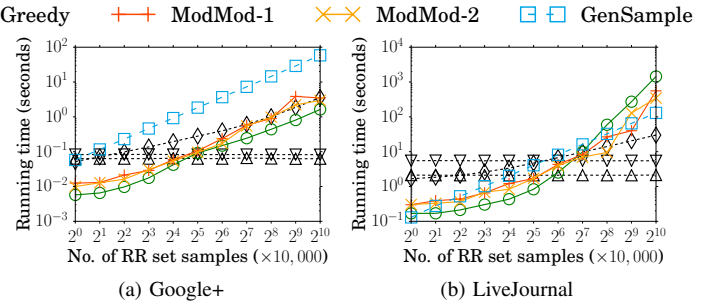 Greedy ModMod-1 ModMod-2 GenSample
Running time (seconds)
10^2
10^1
10^0
10^{-1}
10^{-2}
10^{-3}
2^0 2^1 2^2 2^3 2^4 2^5 2^6 2^7 2^8 2^9 2^10
No. of RR set samples (×10,000)
(a) Google+
Running time (seconds)
10^4
10^3
10^2
10^1
10^0
10^{-1}
2^0 2^1 2^2 2^3 2^4 2^5 2^6 2^7 2^8 2^9 2^10
No. of RR set samples (×10,000)
(b) LiveJournal